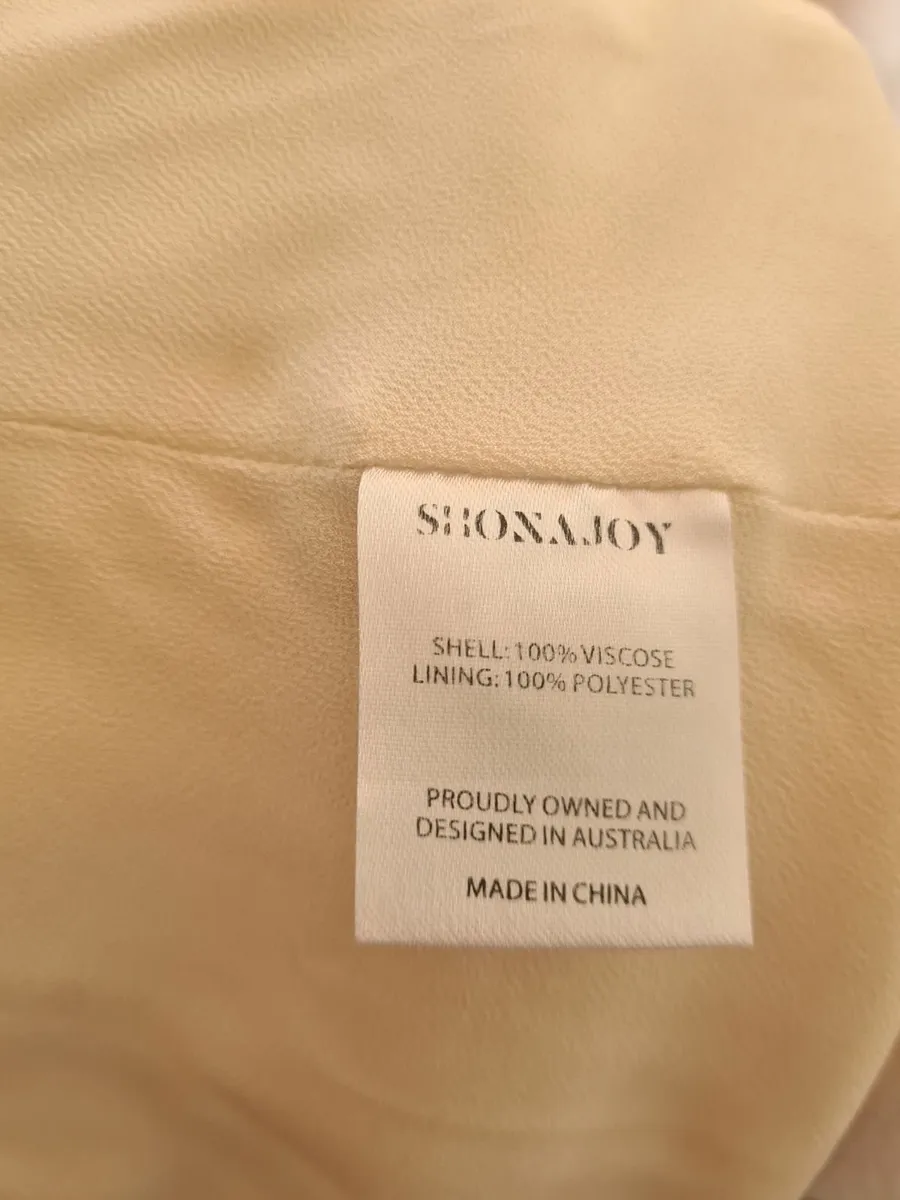 SHONAJOY
SHELL: 100% VISCOSE
LINING: 100% POLYESTER
PROUDLY OWNED AND
DESIGNED IN AUSTRALIA
MADE IN CHINA